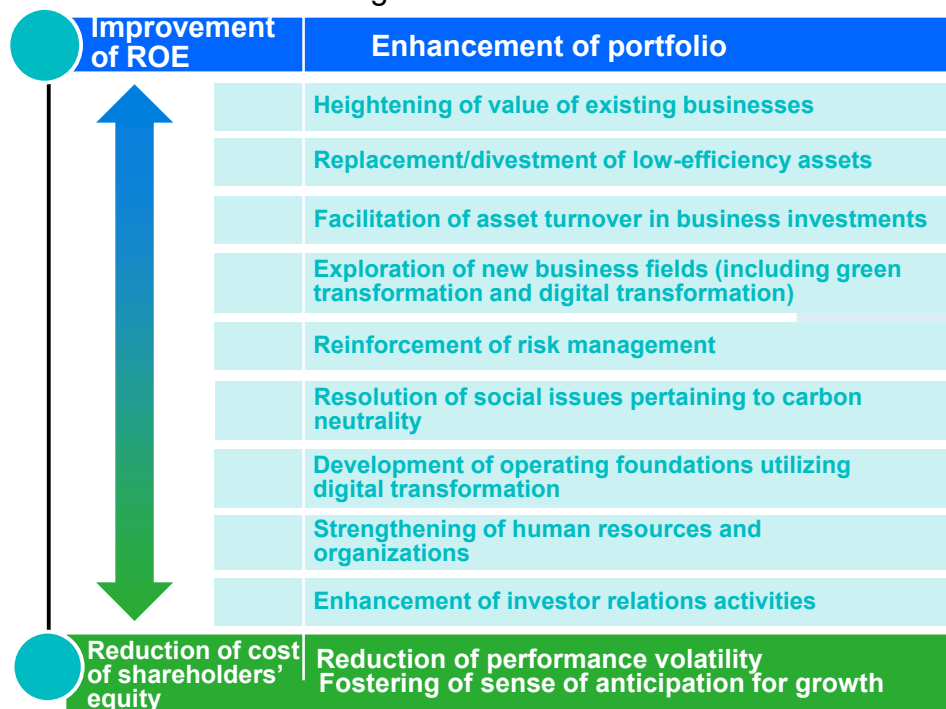 Improvement
of ROE
Enhancement of portfolio
Heightening of value of existing businesses
Replacement/divestment of low-efficiency assets
Facilitation of asset turnover in business investments
Exploration of new business fields (including green
transformation and digital transformation)
Reinforcement of risk management
Resolution of social issues pertaining to carbon
neutrality
Development of operating foundations utilizing
digital transformation
Strengthening of human resources and
organizations
Enhancement of investor relations activities
Reduction of cost
of shareholders'
equity
Reduction of performance volatility
Fostering of sense of anticipation for growth